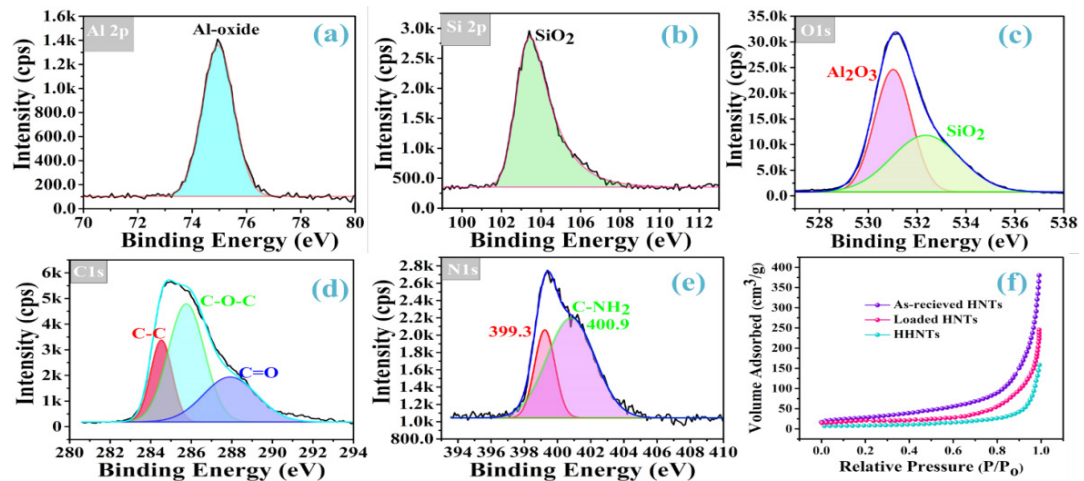 Al 2p
Al-oxide
(a)
Intensity (cps)
1.6k
1.4k
1.2k
1.0k
800.0
600.0
400.0
200.0
0.0
70 72 74 76 78 80
Binding Energy (eV)
Si 2p
SiO2
(b)
Intensity (cps)
3.0k
2.5k
2.0k
1.5k
1.0k
500.0
0.0
100 102 104 106 108 110 112
Binding Energy (eV)
O1s
(c)
Al2O3
SiO2
Intensity (cps)
35.0k
30.0k
25.0k
20.0k
15.0k
10.0k
5.0k
0.0
528 530 532 534 536 538
Binding Energy (eV)
C1s
(d)
C-O-C
C-C
C=O
Intensity (cps)
6k
5k
4k
3k
2k
1k
0
280 282 284 286 288 290 292 294
Binding Energy (eV)
N1s
(e)
C-NH2
400.9
399.3
Intensity (cps)
2.8k
2.6k
2.4k
2.2k
2.0k
1.8k
1.6k
1.4k
1.2k
1.0k
800.0
394 396 398 400 402 404 406 408 410
Binding Energy (eV)
(f)
As-recieved HNTs
Loaded HNTs
HHNTs
Volume Adsorbed (cm3/g)
400
350
300
250
200
150
100
50
0
0.0 0.2 0.4 0.6 0.8 1.0
Relative Pressure (P/Po)